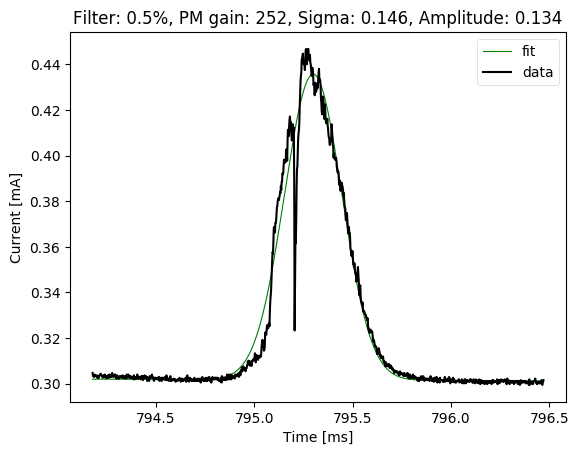 Filter: 0.5%, PM gain: 252, Sigma: 0.146, Amplitude: 0.134
fit
data
0.44
0.42
0.40
0.38
0.36
0.34
0.32
0.30
Current [mA]
794.5
795.0
795.5
796.0
796.5
Time [ms]